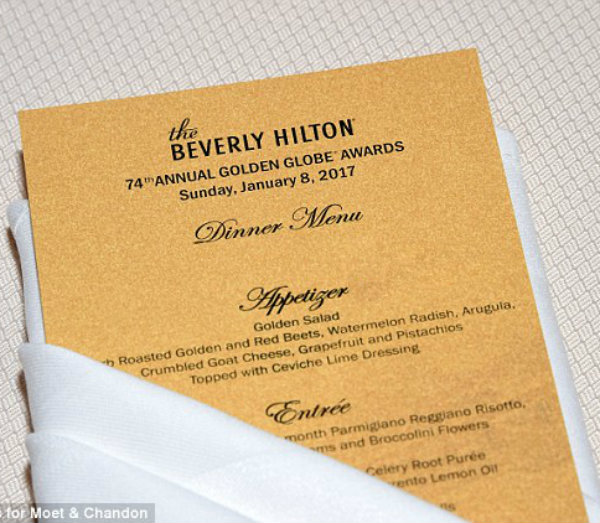 the
BEVERLY HILTON
74th ANNUAL GOLDEN GLOBE® AWARDS
Sunday, January 8, 2017
Dinner Menu
Appetizer
Golden Salad
Roasted Golden and Red Beets, Watermelon Radish, Arugula,
Crumbled Goat Cheese, Grapefruit and Pistachios
Topped with Ceviche Lime Dressing
Entrée
month Parmigiano Reggiano Risotto,
and Broccolini Flowers
Celery Root Purée
Lemon Oil
for Moet & Chandon